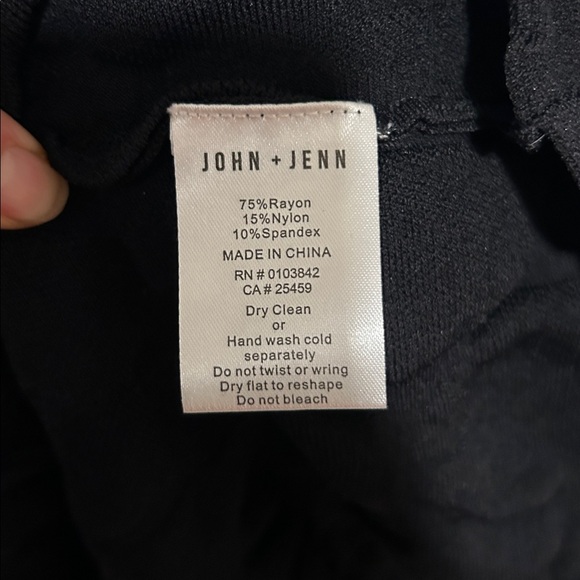 JOHN + JENN
75%Rayon
15%Nylon
10%Spandex
MADE IN CHINA
RN # 0103842
CA # 25459
Dry Clean
or
Hand wash cold
separately
Do not twist or wring
Dry flat to reshape
Do not bleach